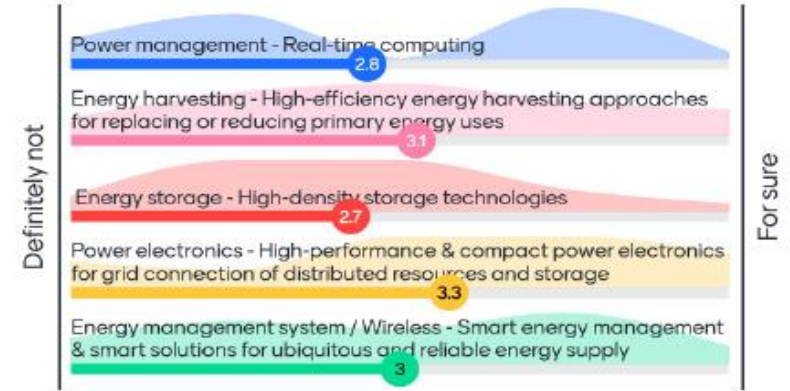 Definitely not
Power management - Real-time computing
2.8
Energy harvesting - High-efficiency energy harvesting approaches
for replacing or reducing primary energy uses
3.1
Energy storage - High-density storage technologies
2.7
Power electronics - High-performance & compact power electronics
for grid connection of distributed resources and storage
3.3
Energy management system / Wireless - Smart energy management
& smart solutions for ubiquitous and reliable energy supply
3
For sure